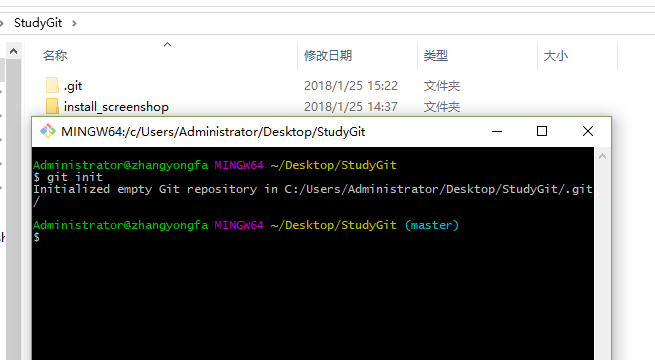 StudyGit
名称 修改日期 类型 大小
.git 2018/1/25 15:22 文件夹
install_screenshop 2018/1/25 14:37 文件夹
MINGW64:/c/Users/Administrator/Desktop/StudyGit
Administrator@zhangyongfa MINGW64 ~/Desktop/StudyGit
$ git init
Initialized empty Git repository in C:/Users/Administrator/Desktop/StudyGit/.git
/
Administrator@zhangyongfa MINGW64 ~/Desktop/StudyGit (master)
$